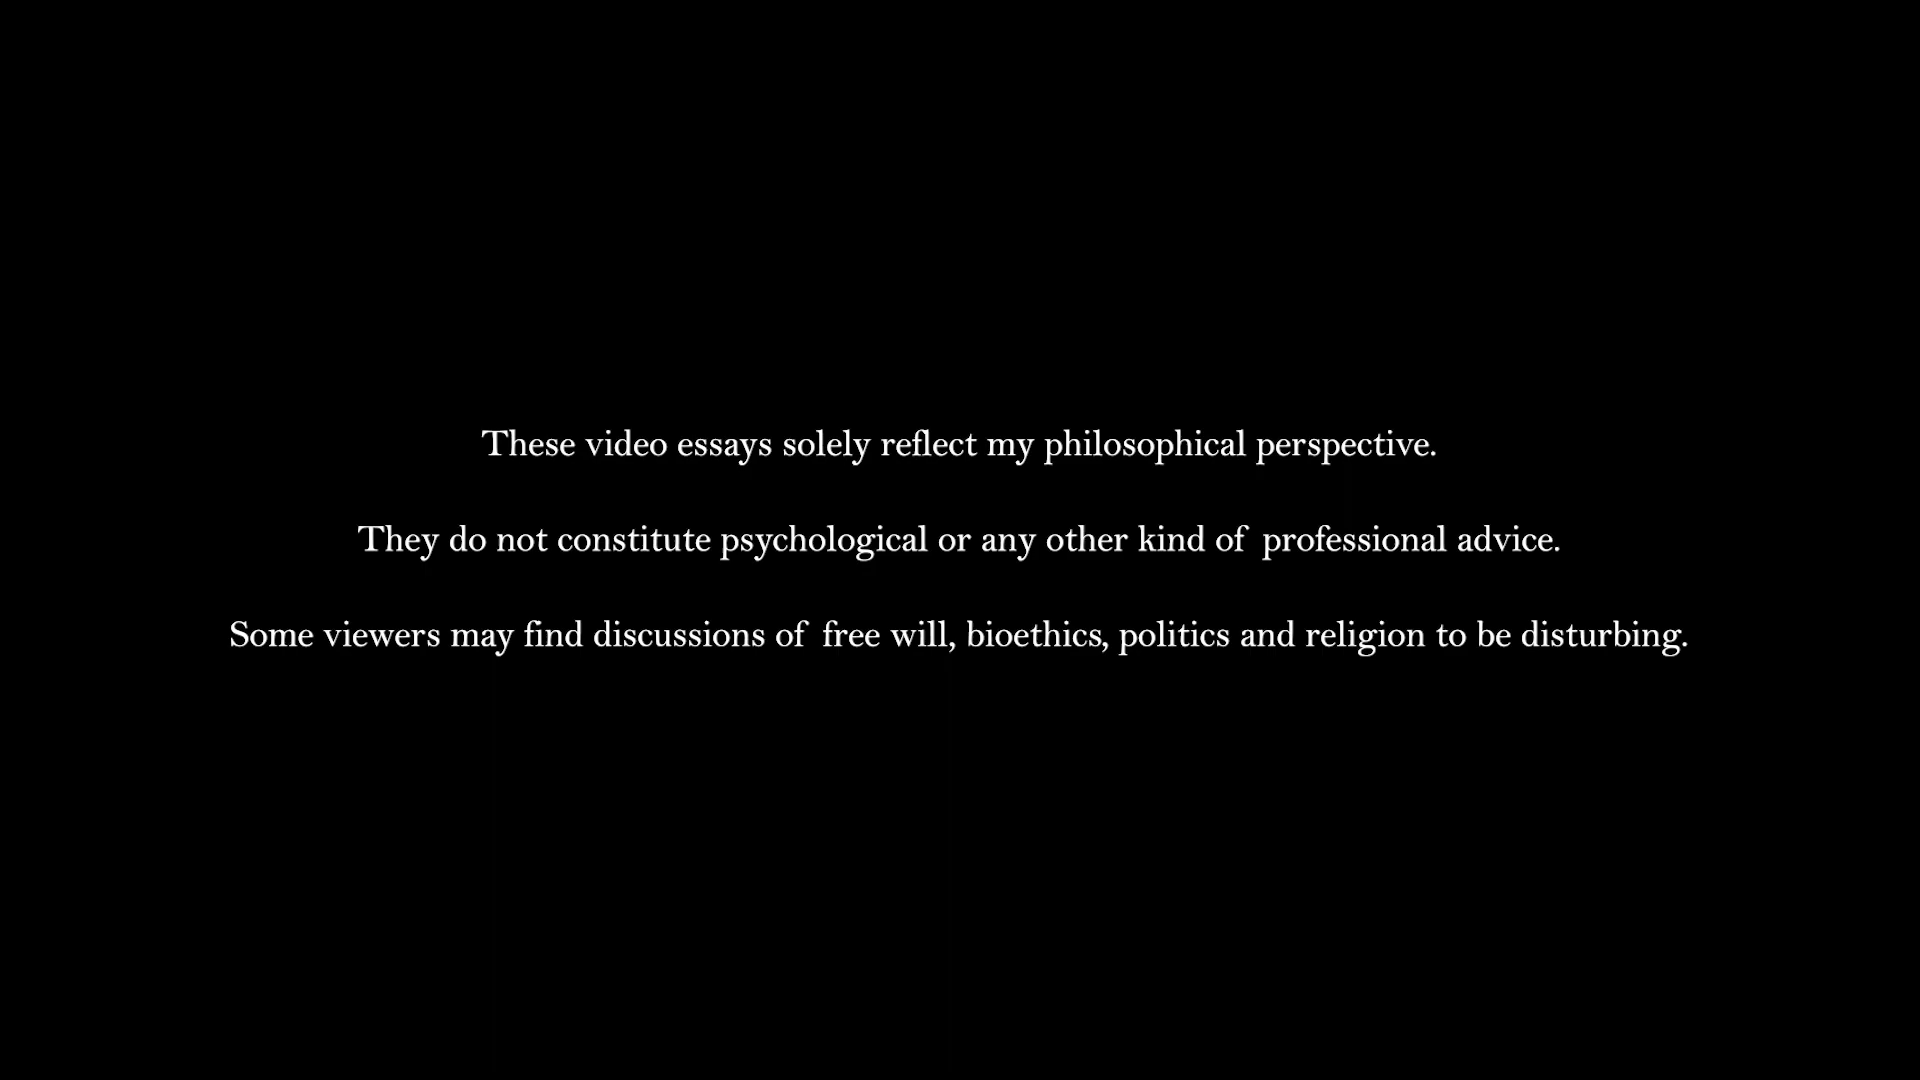 These video essays solely reflect my philosophical perspective.
They do not constitute psychological or any other kind of professional advice.
Some viewers may find discussions of free will, bioethics, politics and religion to be disturbing.